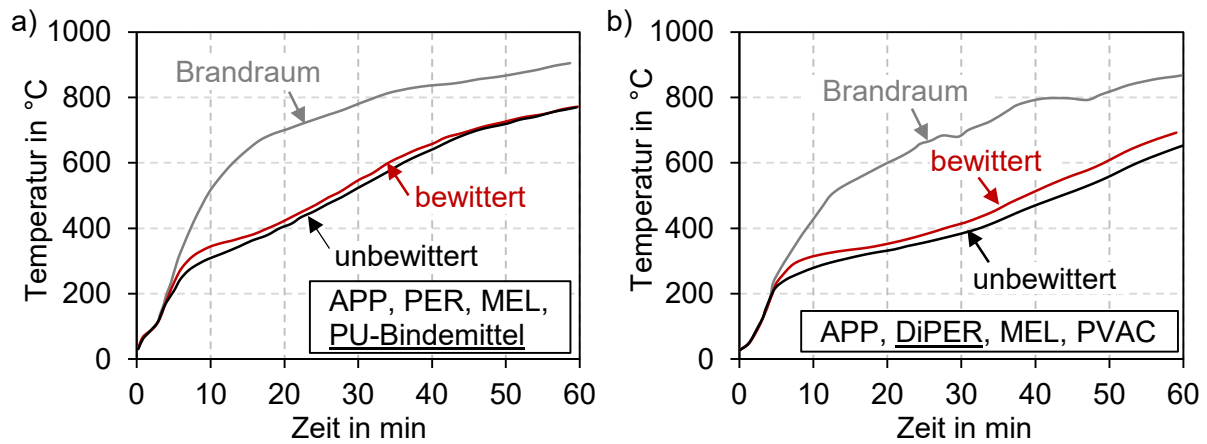 a)
Temperatur in °C
1000
800
600
400
200
0
Brandraum
bewittert
unbewittert
APP, PER, MEL,
PU-Bindemittel
0 10 20 30 40 50 60
Zeit in min
b)
Temperatur in °C
1000
800
600
400
200
0
Brandraum
bewittert
unbewittert
APP, DiPER, MEL, PVAC
0 10 20 30 40 50 60
Zeit in min